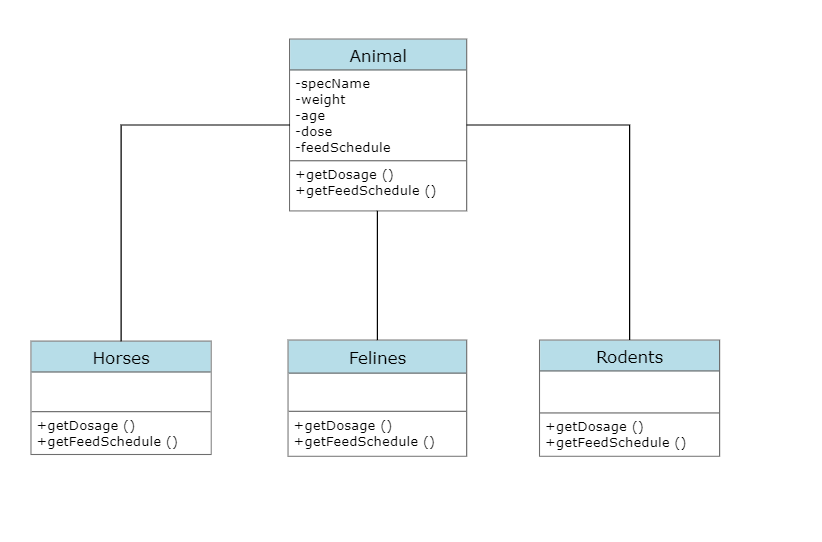 Animal
-specName
-weight
-age
-dose
-feedSchedule
+getDosage ()
+getFeedSchedule ()
Horses
+getDosage ()
+getFeedSchedule ()
Felines
+getDosage ()
+getFeedSchedule ()
Rodents
+getDosage ()
+getFeedSchedule ()